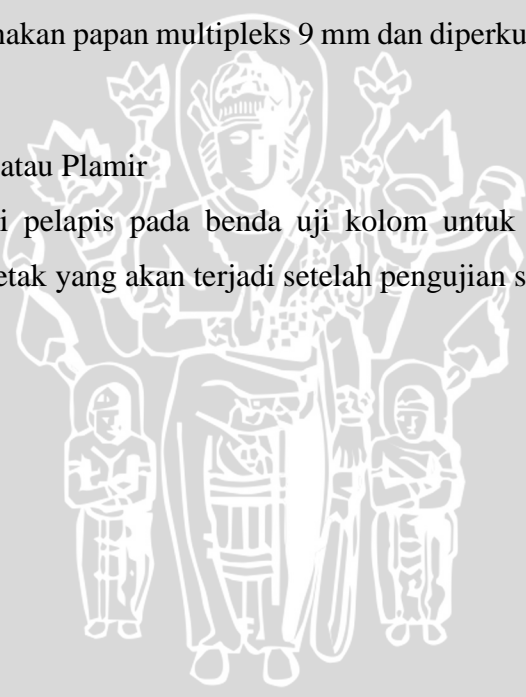 nakan papan multipleks 9 mm dan diperku
atau Plamir
i pelapis pada benda uji kolom untuk
etak yang akan terjadi setelah pengujian s